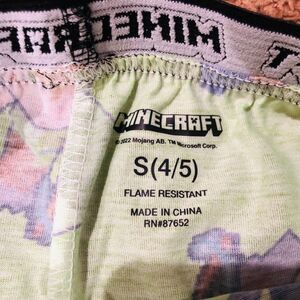 MINECRAFT
MINECRAFT
© 2022 Mojang AB. TM Microsoft Corp.
S(4/5)
FLAME RESISTANT
MADE IN CHINA
RN#87652